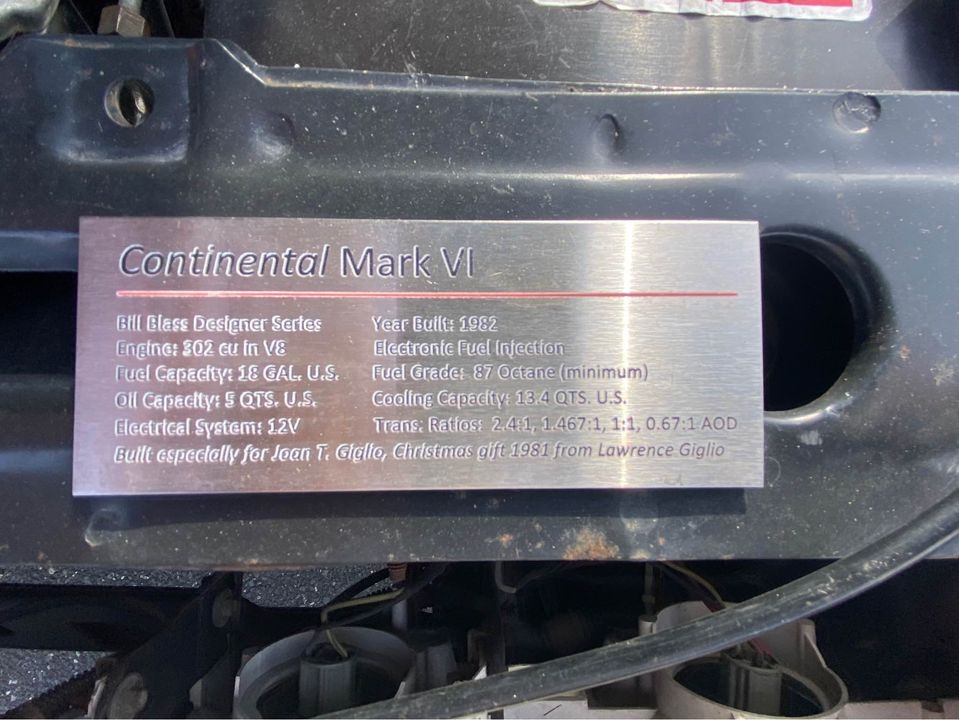 Continental Mark VI
Bill Blass Designer Series Year Built: 1982
Engine: 302 cu in V8 Electronic Fuel Injection
Fuel Capacity: 18 GAL. U.S. Fuel Grade: 87 Octane (minimum)
Oil Capacity: 5 QTS. U.S. Cooling Capacity: 13.4 QTS. U.S.
Electrical System: 12V Trans. Ratios: 2.4:1, 1.467:1, 1:1, 0.67:1 AOD
Built especially for Joan T. Giglio, Christmas gift 1981 from Lawrence Giglio